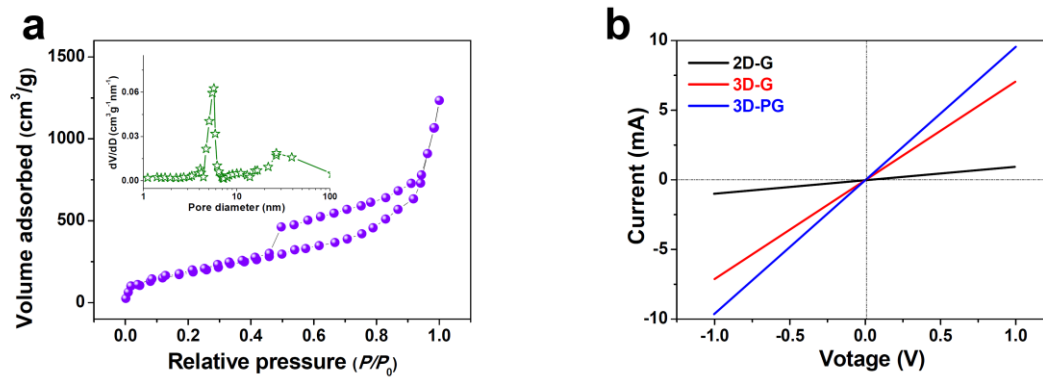 a
Volume adsorbed (cm³/g)
1500
1000
500
0
0.0 0.2 0.4 0.6 0.8 1.0
Relative pressure (P/P₀)
dV/dD (cm³g⁻¹nm⁻¹)
0.06
0.03
0.00
1 10 100
Pore diameter (nm)
b
Current (mA)
10
5
0
-5
-10
-1.0 -0.5 0.0 0.5 1.0
Votage (V)
2D-G
3D-G
3D-PG